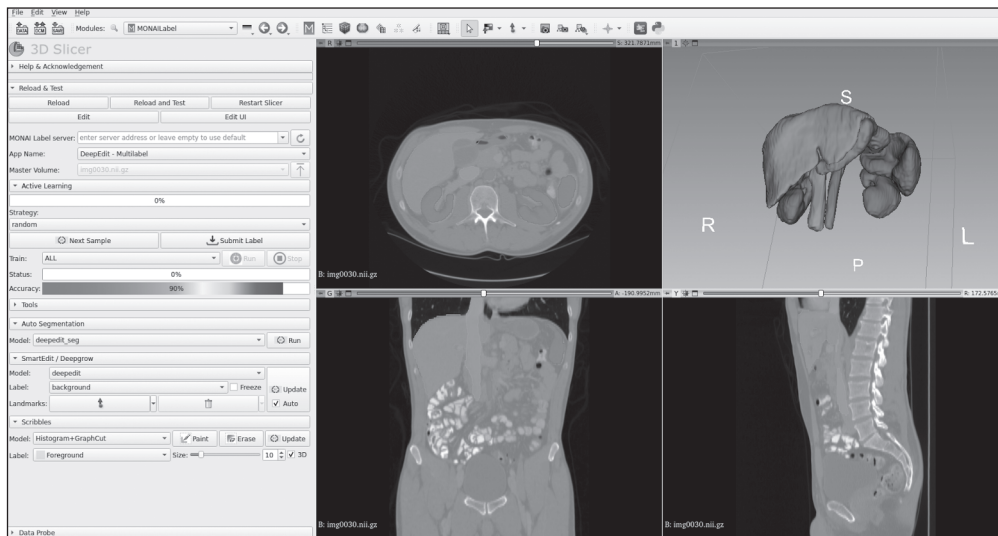 File Edit View Help
DATA DCM SAVE Modules: MONAILabel
3D Slicer
Help & Acknowledgement
Reload & Test
Reload Reload and Test Restart Slicer
Edit Edit UI
MONAI Label server: enter server address or leave empty to use default
App Name: DeepEdit - Multilabel
Master Volume: img0030.nii.gz
Active Learning
0%
Strategy:
random
Next Sample Submit Label
Train: ALL Run Stop
Status: 0%
Accuracy: 90%
Tools
Auto Segmentation
Model: deepedit_seg Run
SmartEdit / Deepgrow
Model: deepedit
Label: background Freeze Update
Landmarks: Auto
Scribbles
Model: Histogram+GraphCut Paint Erase Update
Label: Foreground Size: 10 3D
Data Probe
R S: 321.7871mm
B: img0030.nii.gz
1
S
R
L
P
G A: -190.9952mm
B: img0030.nii.gz
Y R: 172.5765
B: img0030.nii.gz